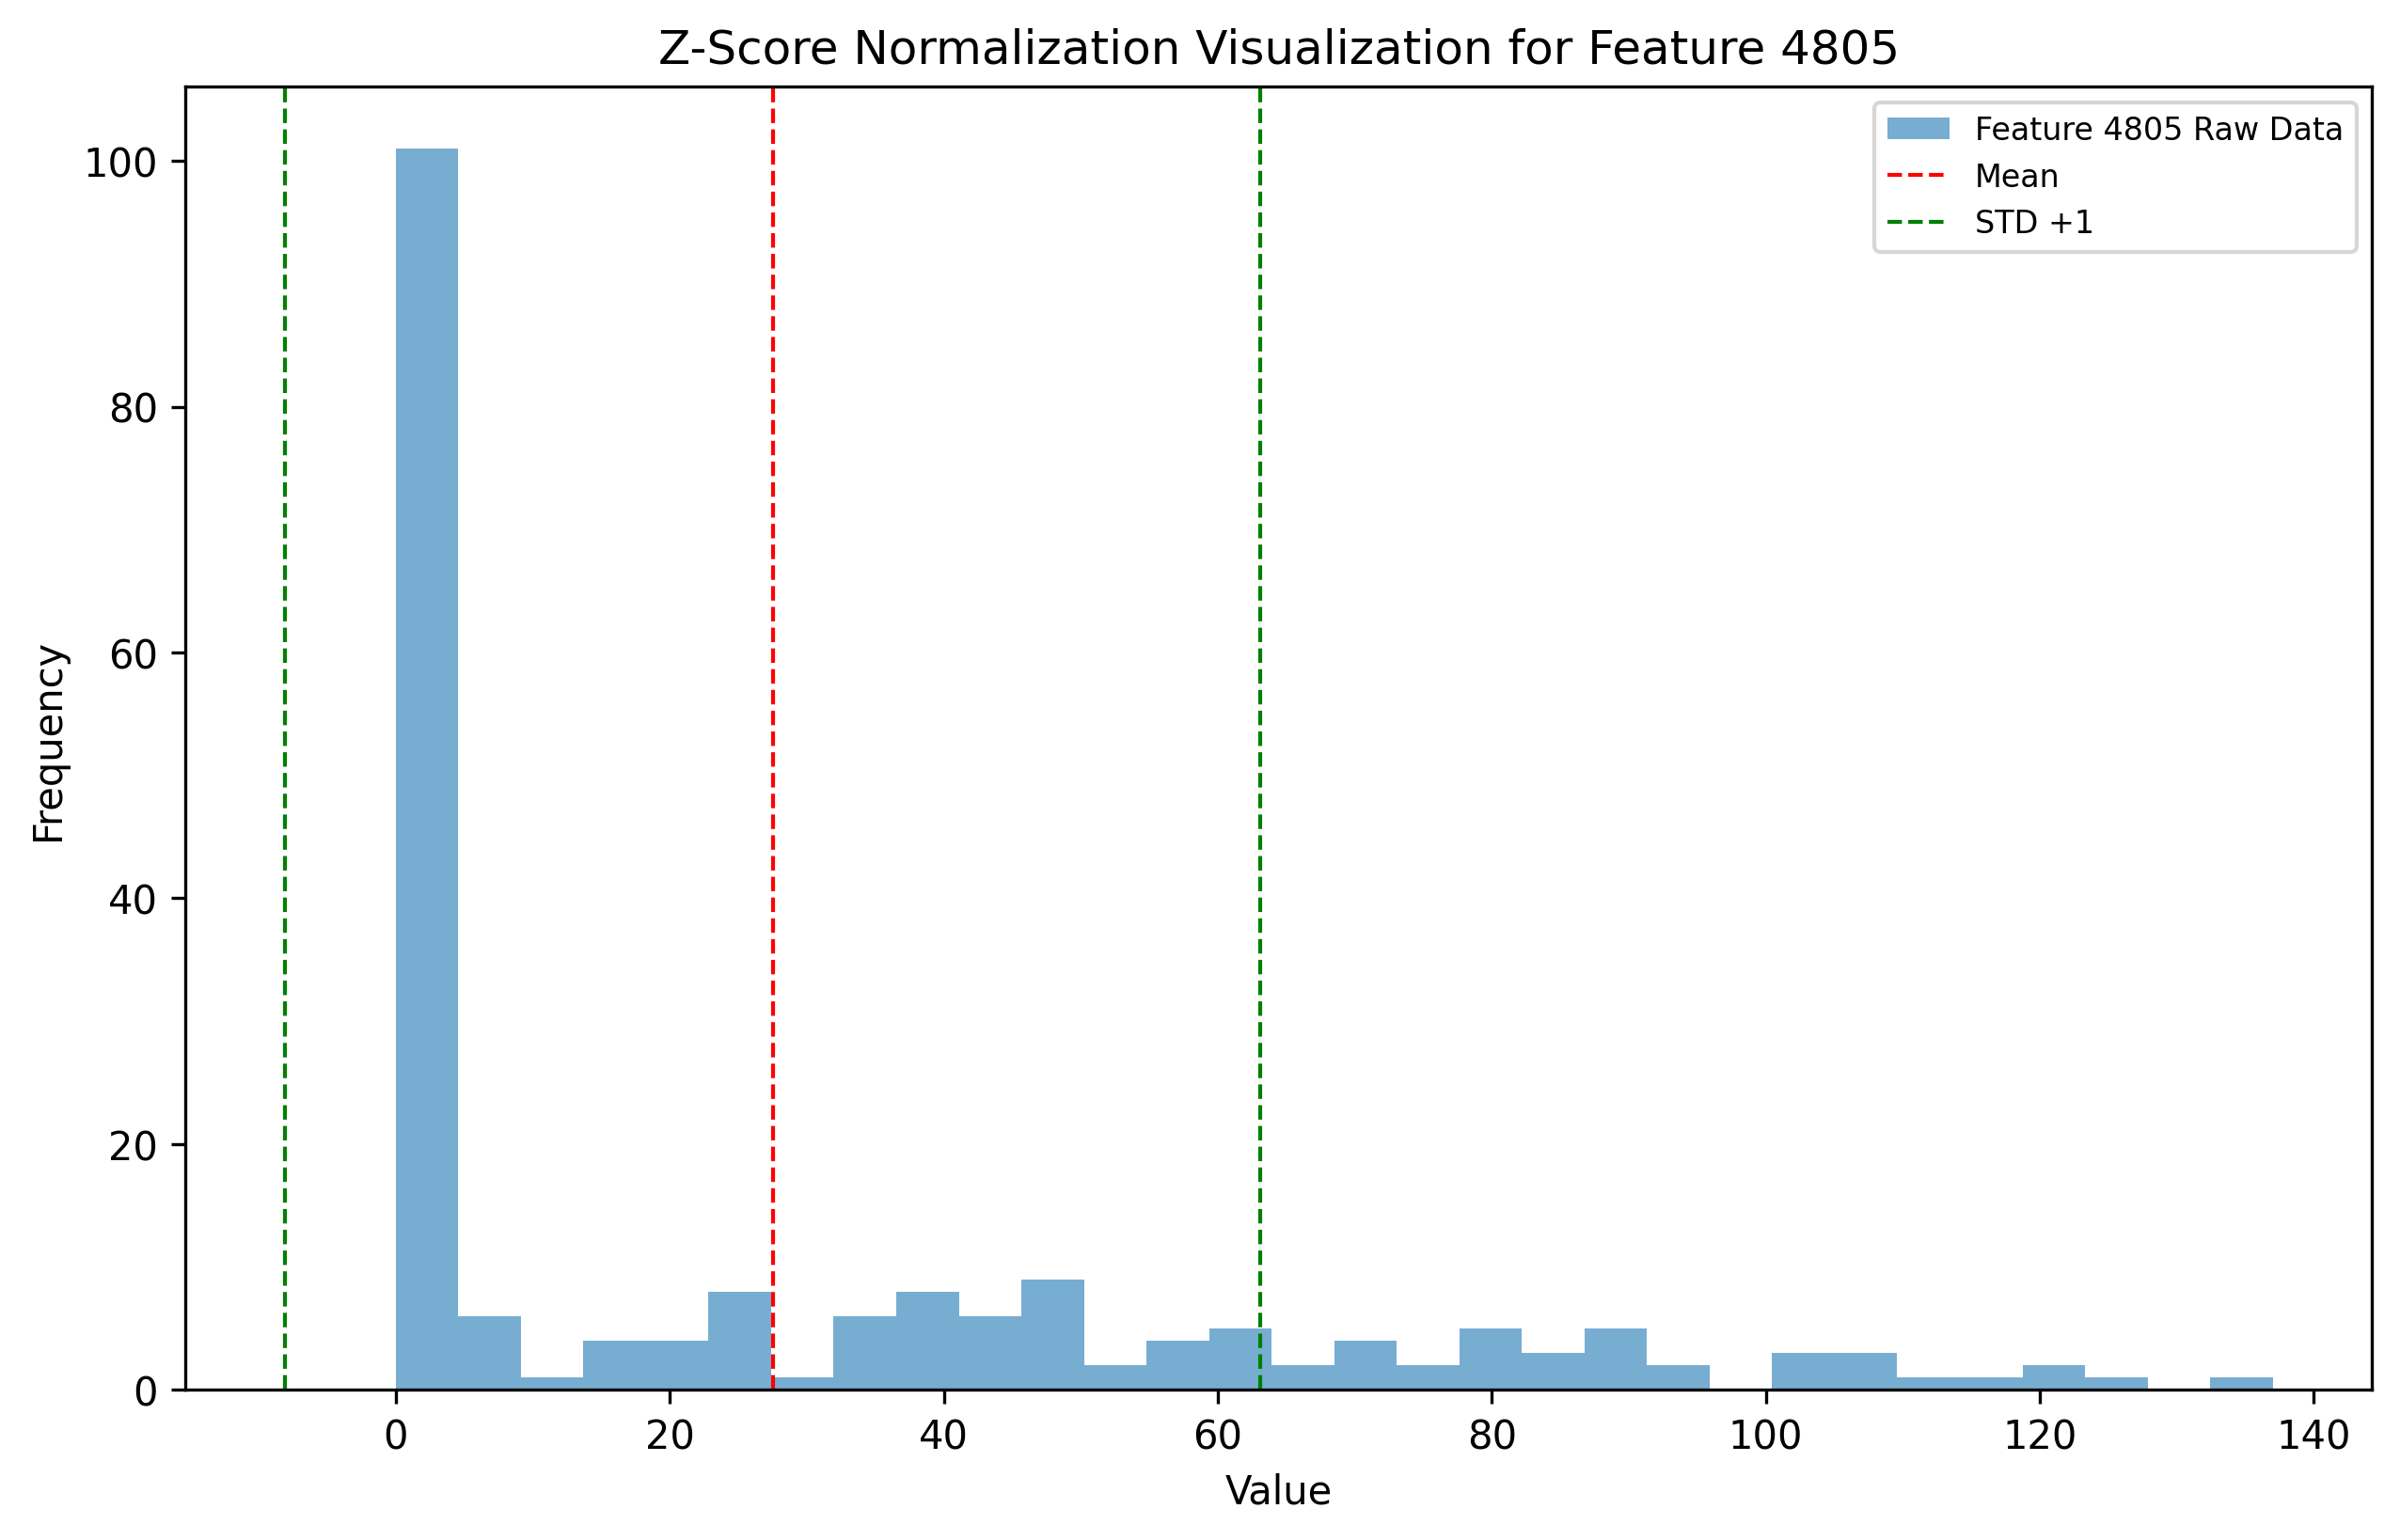 Z-Score Normalization Visualization for Feature 4805
Feature 4805 Raw Data
Mean
STD +1
100
80
60
40
20
0
Frequency
0 20 40 60 80 100 120 140
Value